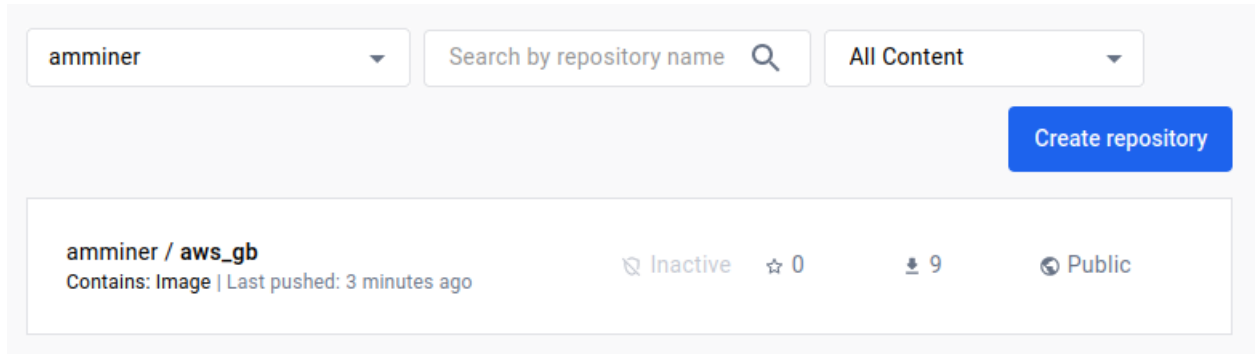 amminer Search by repository name All Content
Create repository
amminer / aws_gb
Contains: Image | Last pushed: 3 minutes ago
Inactive 0 9 Public